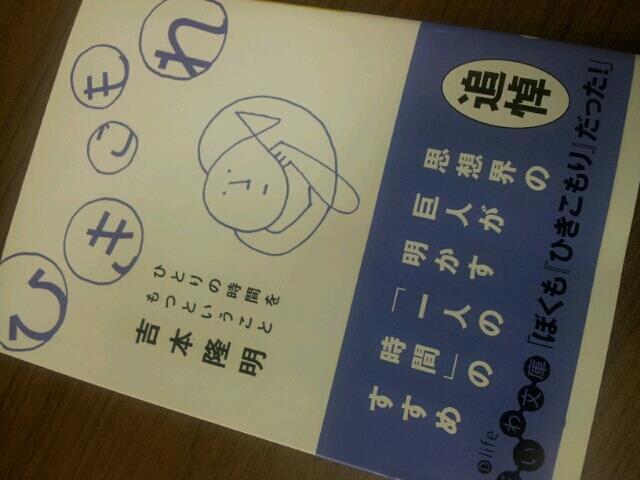 ひきこもれ
ひとりの時間を
もつということ
吉本隆明
追悼
思想界の
巨人が
明かす
「一人の
時間」の
すすめ
「ぼくも『ひきこもり』だった!」
D life
だいわ文庫